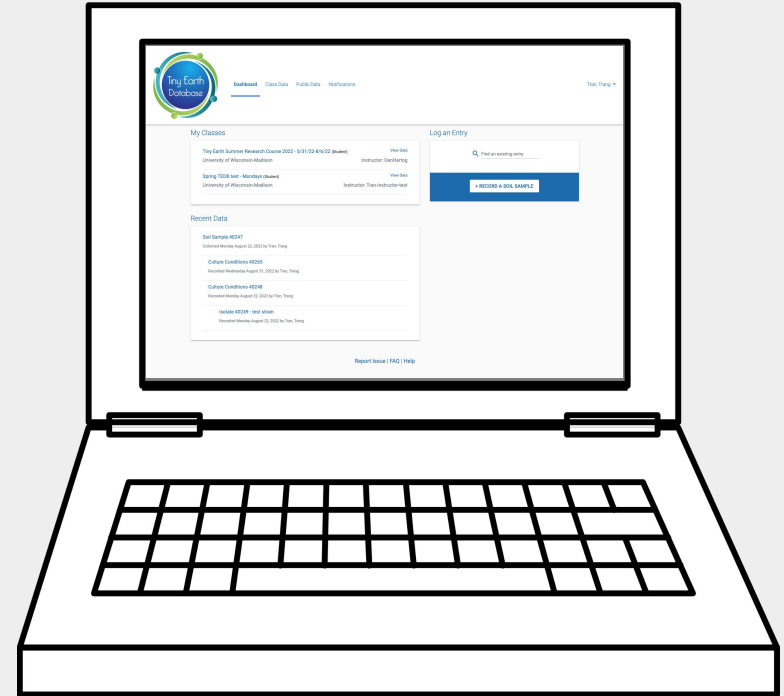 Tiny Earth
Database
Dashboard Class Data Public Data Notifications
Tran, Trang
My Classes
Tiny Earth Summer Research Course 2022 - 5/31/22-8/6/22 (Student) View Data
University of Wisconsin-Madison Instructor: DenHartog
Spring TEDB test - Mondays (Student) View Data
University of Wisconsin-Madison Instructor: Tran-instructor-test
Log an Entry
Find an existing entry
+ RECORD A SOIL SAMPLE
Recent Data
Soil Sample 40247
Collected Monday August 22, 2022 by Tran, Trang
Culture Conditions 40265
Recorded Wednesday August 31, 2022 by Tran, Trang
Culture Conditions 40248
Recorded Monday August 22, 2022 by Tran, Trang
Isolate 40249 - test strain
Recorded Monday August 22, 2022 by Tran, Trang
Report Issue | FAQ | Help